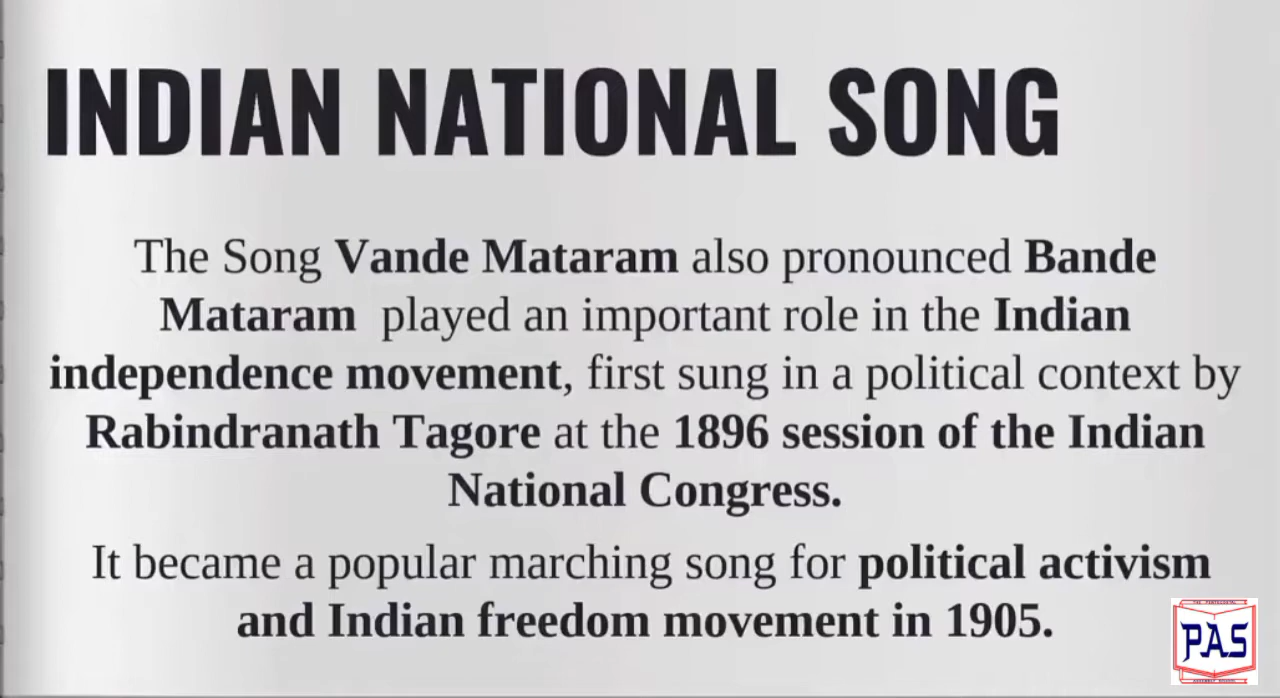 INDIAN NATIONAL SONG
The Song Vande Mataram also pronounced Bande
Mataram played an important role in the Indian
independence movement, first sung in a political context by
Rabindranath Tagore at the 1896 session of the Indian
National Congress.
It became a popular marching song for political activism
and Indian freedom movement in 1905.
PAS